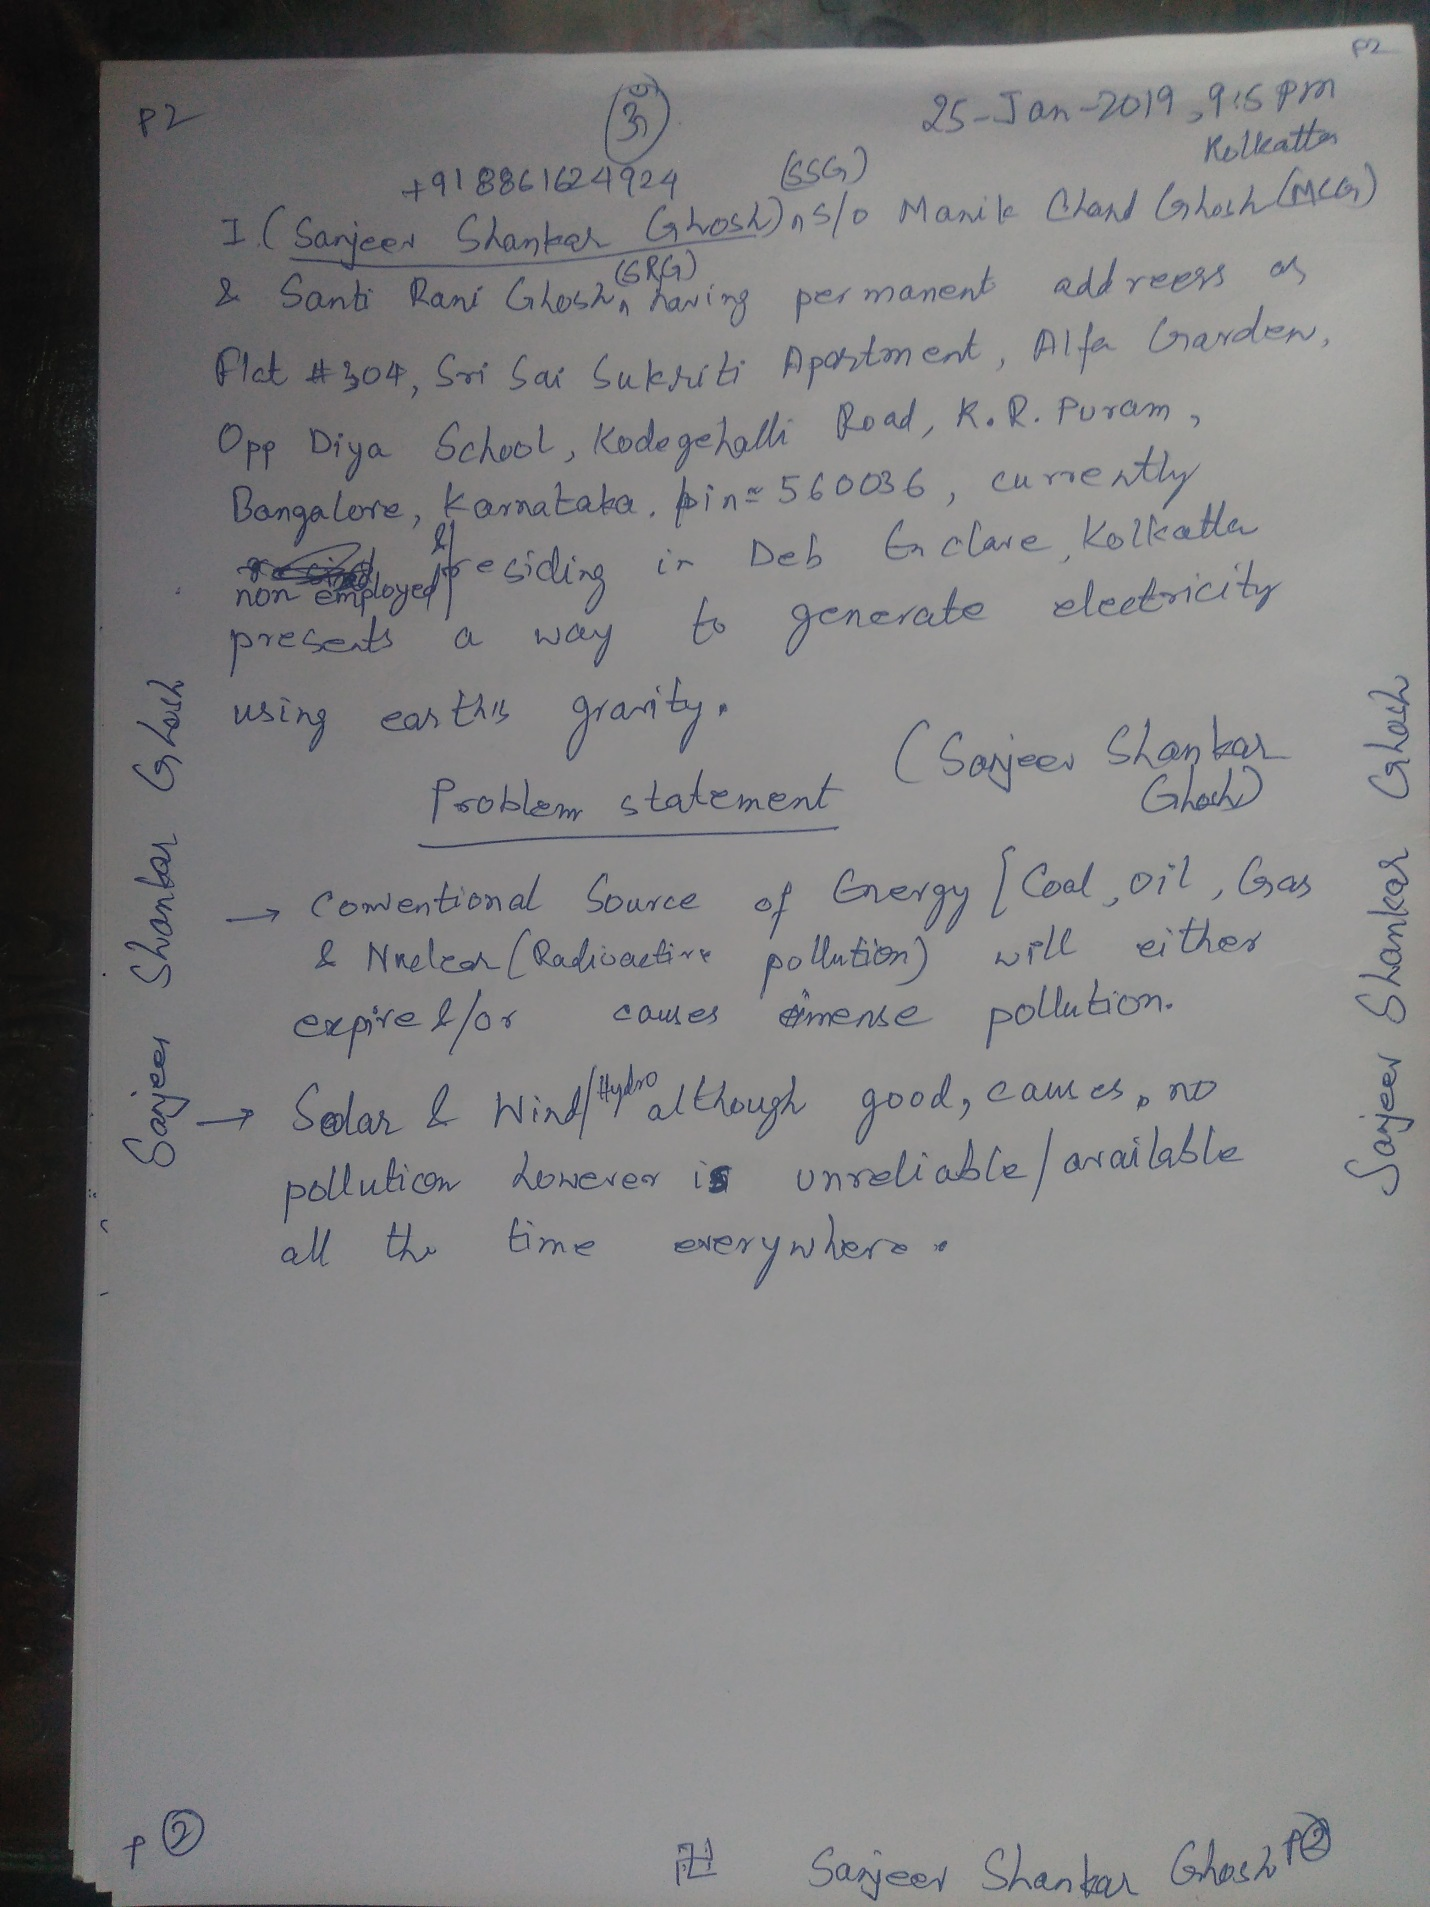 P2
P2
ॐ
25-Jan-2019, 9:15 PM
Kolkatta
+918861624924
(SSG)
I (Sanjeev Shankar Ghosh) s/o Manik Chand Ghosh (MCG)
(SRG)
& Santi Rani Ghosh, having permanent addreess as
Flat #304, Sri Sai Sukriti Apartment, Alfa Garden,
Opp Diya School, Kodegehalli Road, K.R. Puram,
Bangalore, Karnataka. pin=560036, currently
non employed & residing in Deb Enclave, Kolkatta
presents a way to generate electricity
using earths gravity.
(Sanjeev Shankar
Ghosh)
Problem statement
→ Conventional Source of Energy [Coal, Oil, Gas
& Nuclear (Radioactive pollution) will either
expire &/or causes imense pollution.
→ Solar & Wind/Hydro although good, causes no
pollution however is unreliable/available
all the time everywhere.
Sanjeev Shankar Ghosh
Sanjeev Shankar Ghosh
P 2
卐
Sanjeev Shankar Ghosh P2